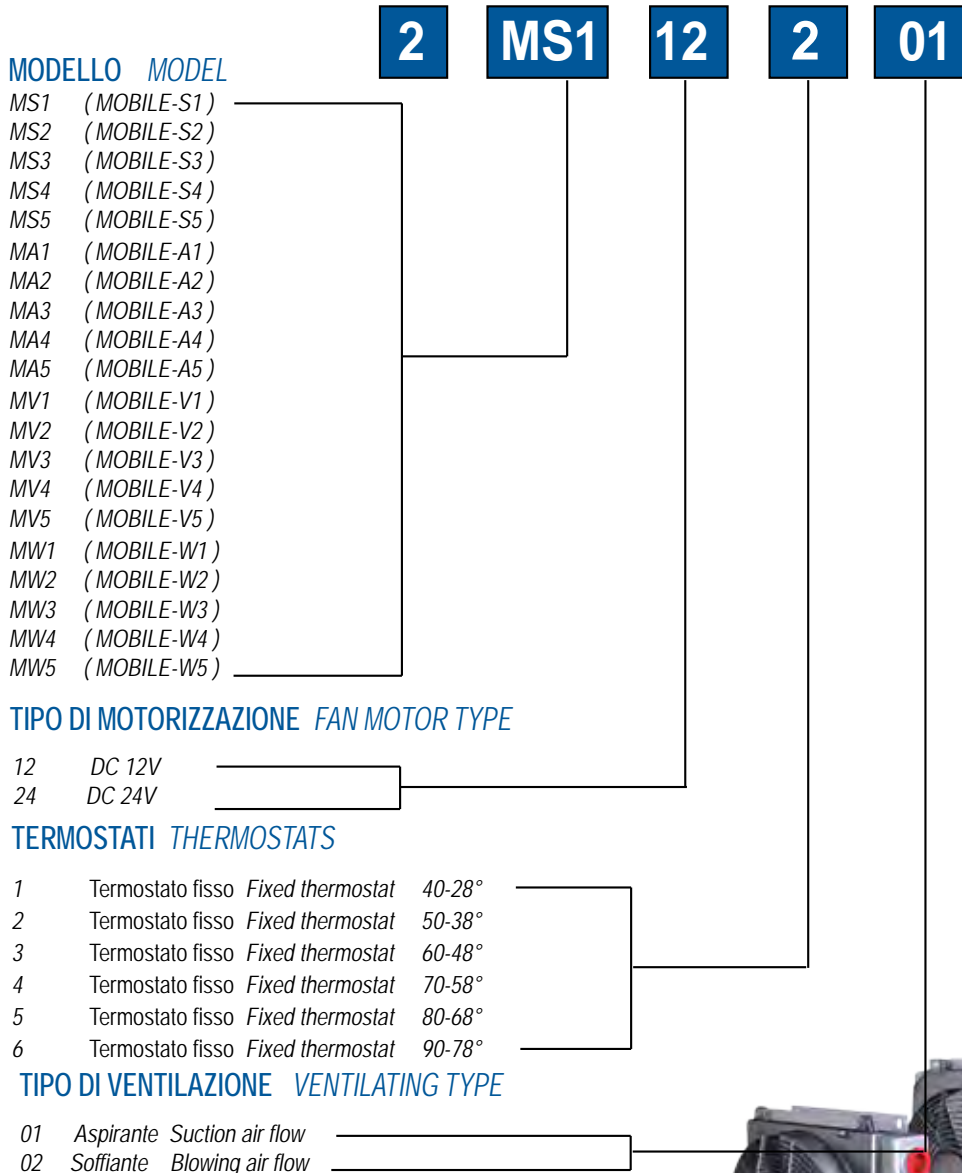 2 MS1 12 2 01
MODELLO MODEL
MS1 ( MOBILE-S1 )
MS2 ( MOBILE-S2 )
MS3 ( MOBILE-S3 )
MS4 ( MOBILE-S4 )
MS5 ( MOBILE-S5 )
MA1 ( MOBILE-A1 )
MA2 ( MOBILE-A2 )
MA3 ( MOBILE-A3 )
MA4 ( MOBILE-A4 )
MA5 ( MOBILE-A5 )
MV1 ( MOBILE-V1 )
MV2 ( MOBILE-V2 )
MV3 ( MOBILE-V3 )
MV4 ( MOBILE-V4 )
MV5 ( MOBILE-V5 )
MW1 ( MOBILE-W1 )
MW2 ( MOBILE-W2 )
MW3 ( MOBILE-W3 )
MW4 ( MOBILE-W4 )
MW5 ( MOBILE-W5 )
TIPO DI MOTORIZZAZIONE FAN MOTOR TYPE
12 DC 12V
24 DC 24V
TERMOSTATI THERMOSTATS
1 Termostato fisso Fixed thermostat 40-28°
2 Termostato fisso Fixed thermostat 50-38°
3 Termostato fisso Fixed thermostat 60-48°
4 Termostato fisso Fixed thermostat 70-58°
5 Termostato fisso Fixed thermostat 80-68°
6 Termostato fisso Fixed thermostat 90-78°
TIPO DI VENTILAZIONE VENTILATING TYPE
01 Aspirante Suction air flow
02 Soffiante Blowing air flow